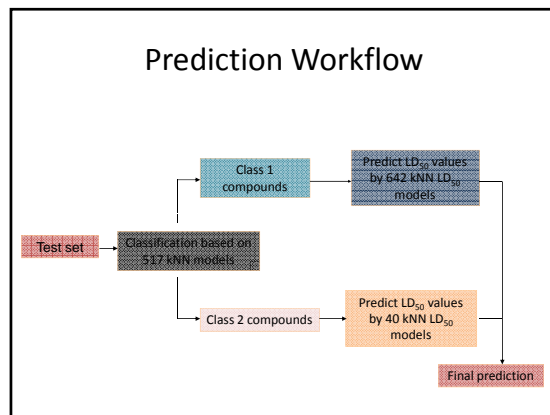 Prediction Workflow
Class 1
compounds
Predict LD50 values
by 642 kNN LD50
models
Test set
Classification based on
517 kNN models
Class 2 compounds
Predict LD50 values
by 40 kNN LD50
models
Final prediction